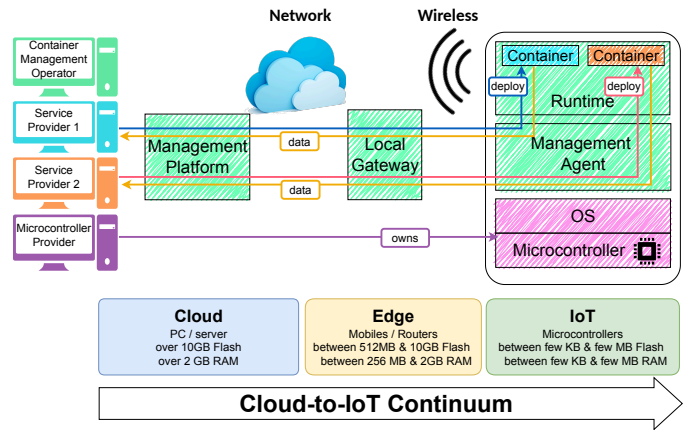 Network
Wireless
Container
Management
Operator
Service
Provider 1
Service
Provider 2
Microcontroller
Provider
Management
Platform
Local
Gateway
Container
Container
deploy
deploy
Runtime
data
Management
Agent
data
OS
owns
Microcontroller
Cloud
PC / server
over 10GB Flash
over 2 GB RAM
Edge
Mobiles / Routers
between 512MB & 10GB Flash
between 256 MB & 2GB RAM)
IoT
Microcontrollers
between few KB & few MB Flash
between few KB & few MB RAM)
Cloud-to-IoT Continuum